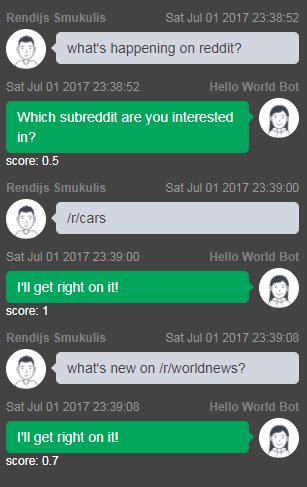 Rendijs Smukulis Sat Jul 01 2017 23:38:52
what's happening on reddit?
Sat Jul 01 2017 23:38:52 Hello World Bot
Which subreddit are you interested
in?
score: 0.5
Rendijs Smukulis Sat Jul 01 2017 23:39:00
/r/cars
Sat Jul 01 2017 23:39:00 Hello World Bot
I'll get right on it!
score: 1
Rendijs Smukulis Sat Jul 01 2017 23:39:08
what's new on /r/worldnews?
Sat Jul 01 2017 23:39:08 Hello World Bot
I'll get right on it!
score: 0.7